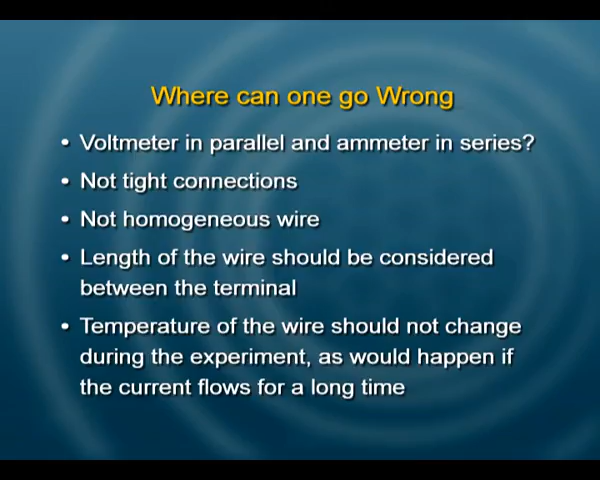 Where can one go Wrong
• Voltmeter in parallel and ammeter in series?
• Not tight connections
• Not homogeneous wire
• Length of the wire should be considered
between the terminal
• Temperature of the wire should not change
during the experiment, as would happen if
the current flows for a long time